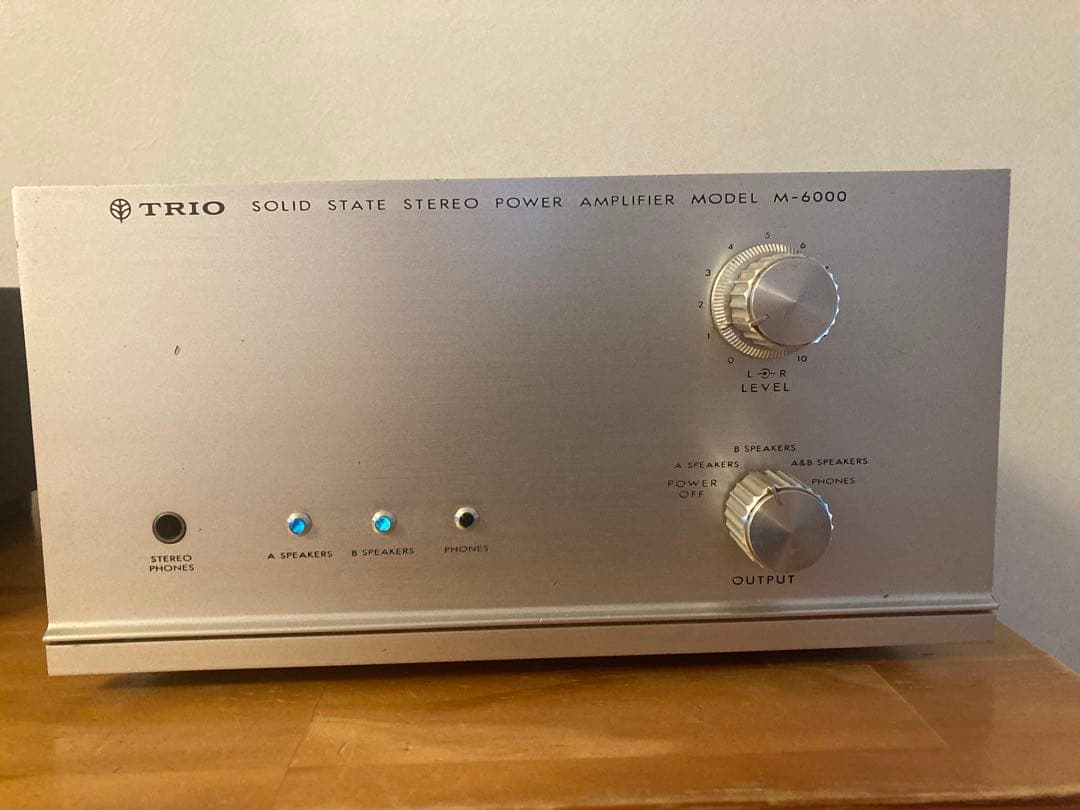 TRIO SOLID STATE STEREO POWER AMPLIFIER MODEL M-6000
5
4 6
3
2
1
0 10
L R
LEVEL
B SPEAKERS
A SPEAKERS A&B SPEAKERS
POWER OFF PHONES
OUTPUT
STEREO
PHONES
A SPEAKERS B SPEAKERS PHONES